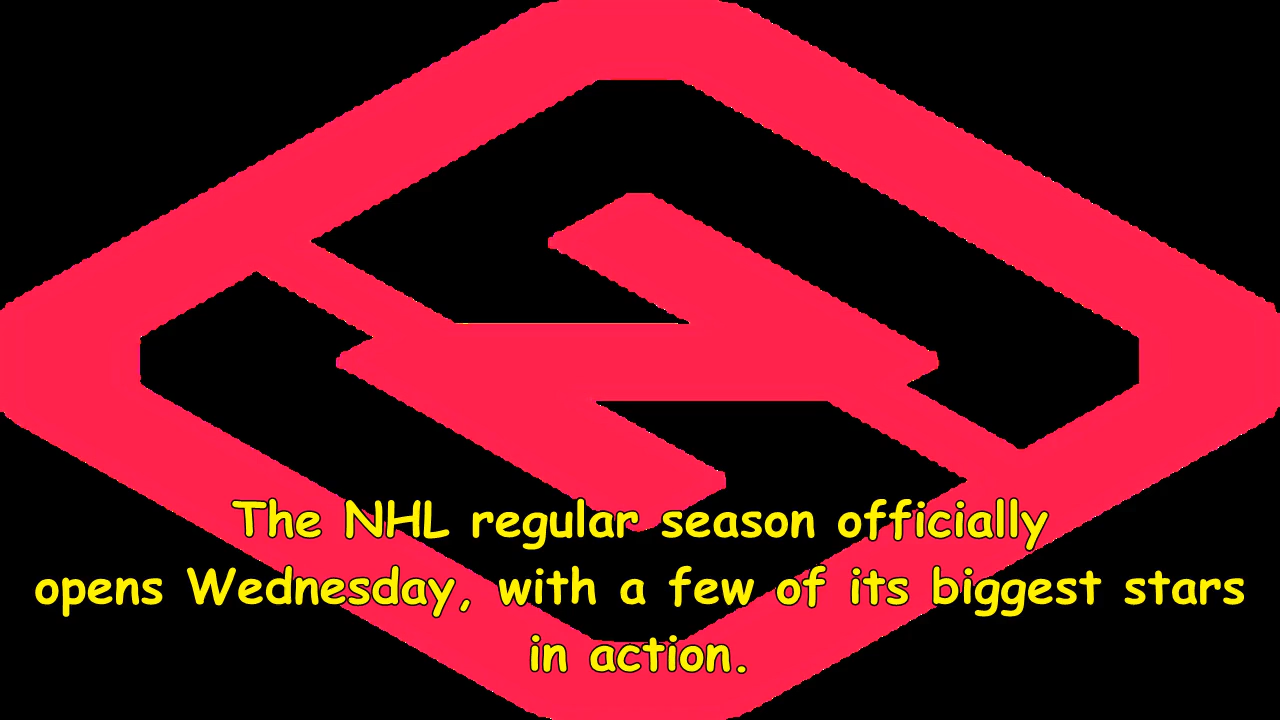 The NHL regular season officially
opens Wednesday, with a few of its biggest stars
in action.